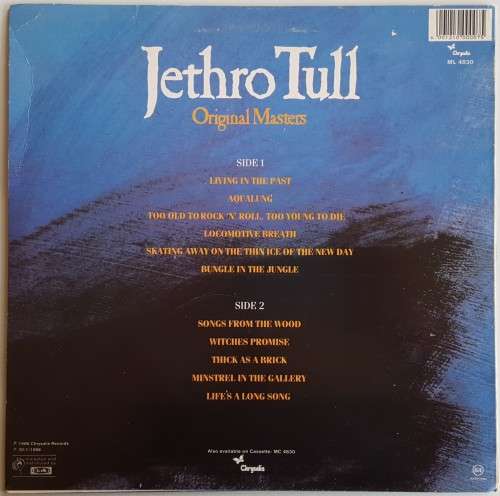 Chrysalis
ML 4830
Jethro Tull
Original Masters
SIDE 1
LIVING IN THE PAST
AQUALUNG
TOO OLD TO ROCK 'N' ROLL. TOO YOUNG TO DIE
LOCOMOTIVE BREATH
SKATING AWAY ON THE THIN ICE OF THE NEW DAY
BUNGLE IN THE JUNGLE
SIDE 2
SONGS FROM THE WOOD
WITCHES PROMISE
THICK AS A BRICK
MINSTREL IN THE GALLERY
LIFE'S A LONG SONG
Also available on Cassette: MC 4830
Chrysalis
Chrysalis Records